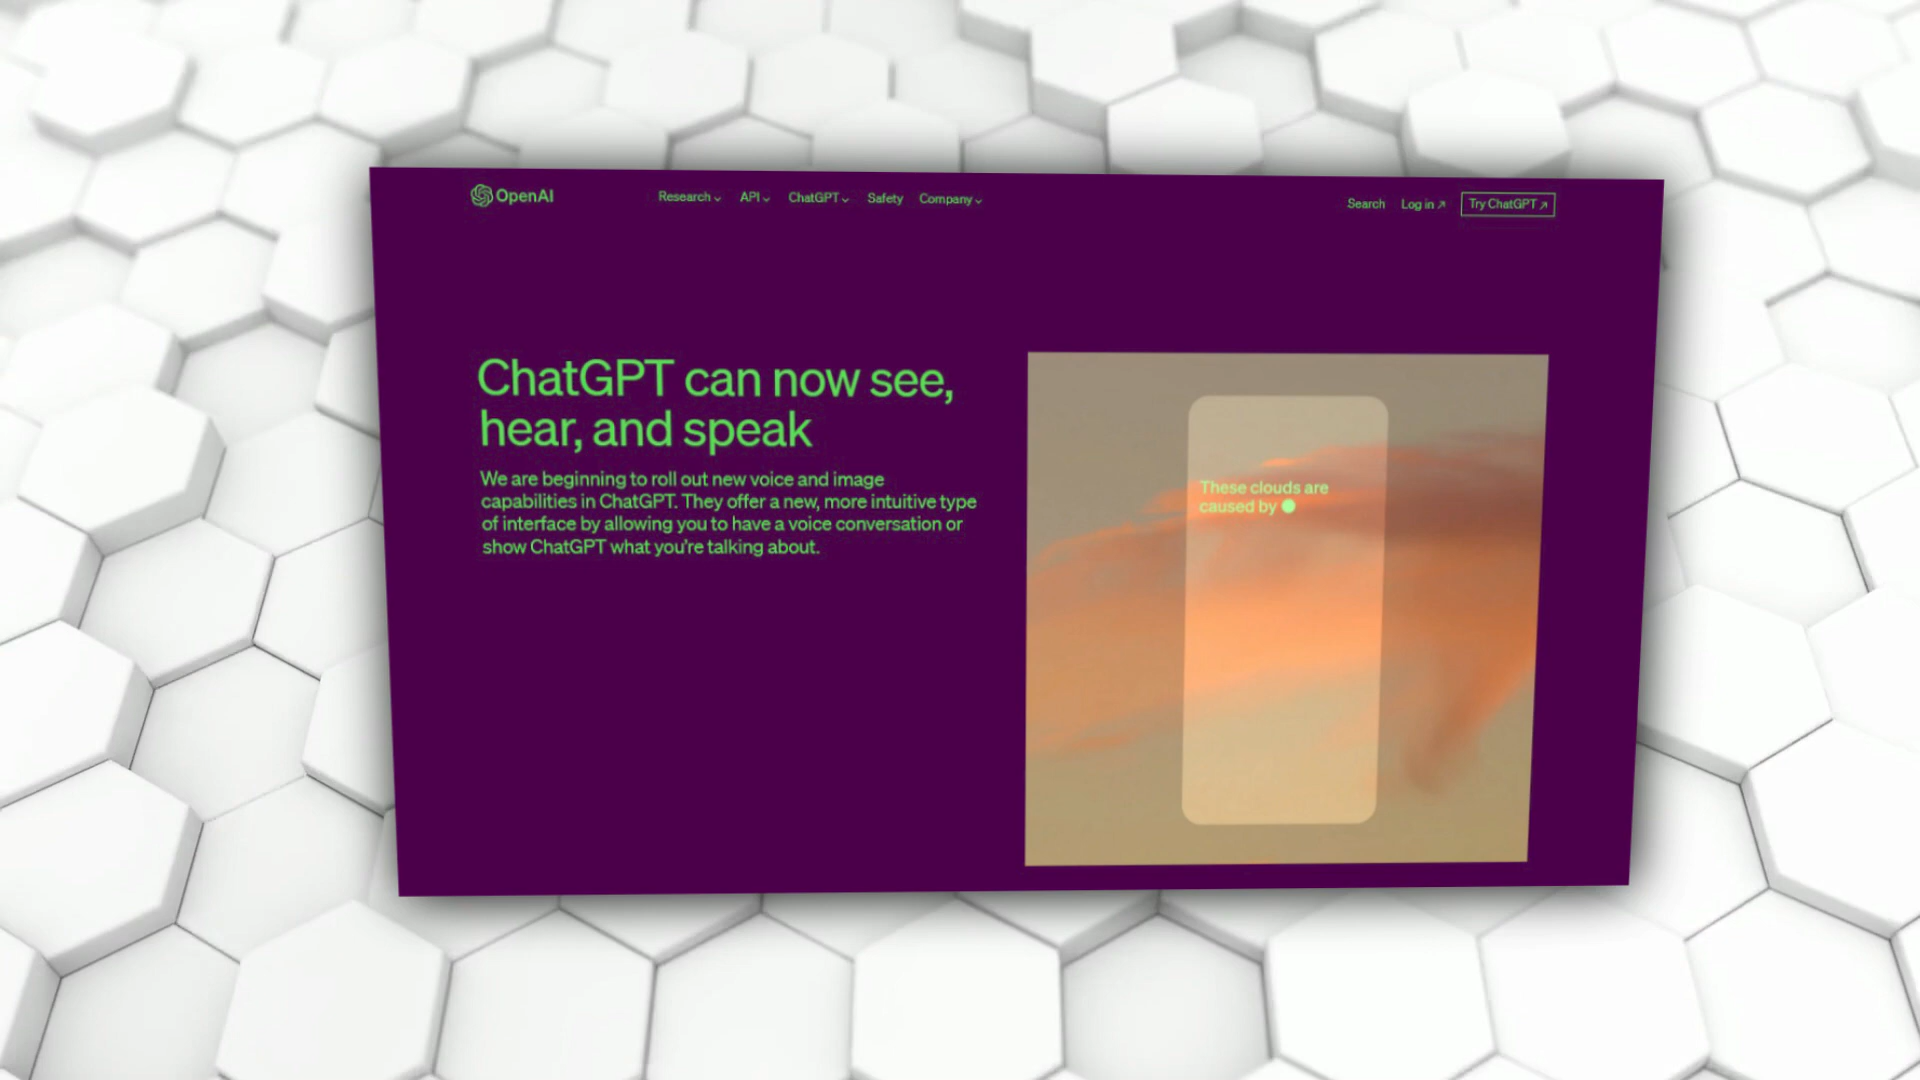 OpenAI
Research API ChatGPT Safety Company
Search Log in Try ChatGPT
ChatGPT can now see,
hear, and speak
We are beginning to roll out new voice and image
capabilities in ChatGPT. They offer a new, more intuitive type
of interface by allowing you to have a voice conversation or
show ChatGPT what you're talking about.
These clouds are
caused by